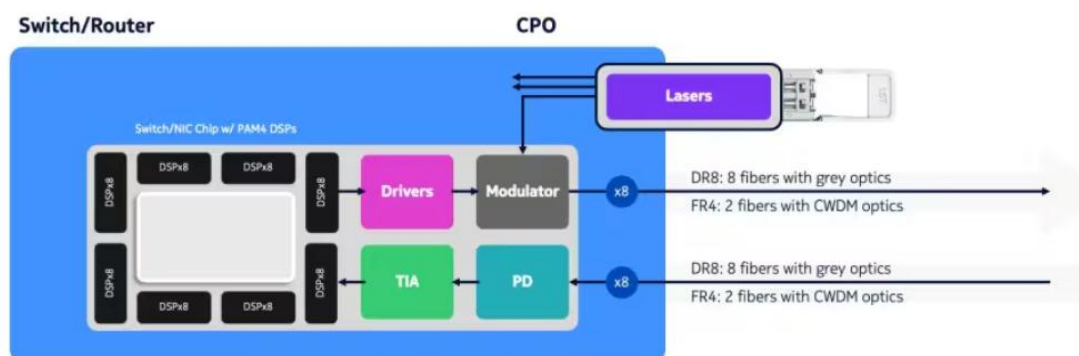 Switch/Router
CPO
Lasers
Switch/NIC Chip w/ PAM4 DSPs
DSPx8
DSPx8
DSPx8
DSPx8
Drivers
Modulator
x8
DR8: 8 fibers with grey optics
FR4: 2 fibers with CWDM optics
DSPx8
DSPx8
TIA
PD
x8
DR8: 8 fibers with grey optics
FR4: 2 fibers with CWDM optics
DSPx8
DSPx8